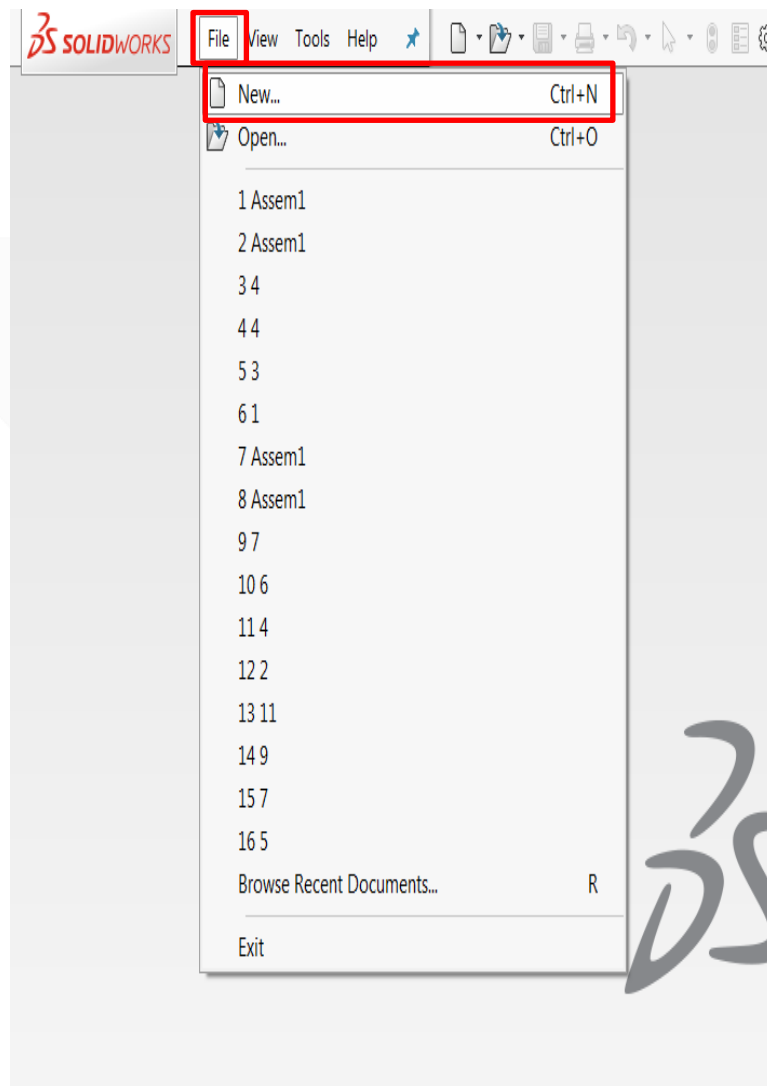 SOLIDWORKS File View Tools Help
New... Ctrl+N
Open... Ctrl+O
1 Assem1
2 Assem1
3 4
4 4
5 3
6 1
7 Assem1
8 Assem1
9 7
10 6
11 4
12 2
13 11
14 9
15 7
16 5
Browse Recent Documents... R
Exit